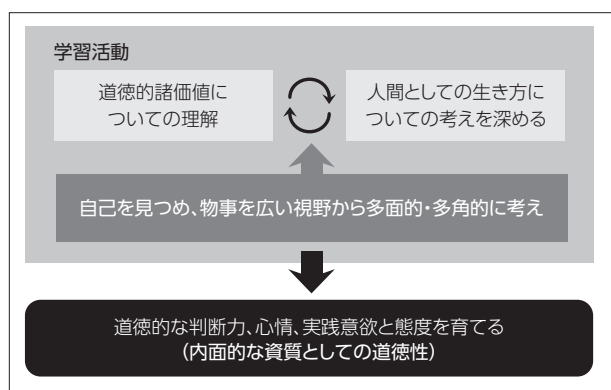 学習活動
道徳的諸価値に
ついての理解
人間としての生き方に
ついての考えを深める
自己を見つめ、物事を広い視野から多面的・多角的に考え
道徳的な判断力、心情、実践意欲と態度を育てる
(内面的な資質としての道徳性)